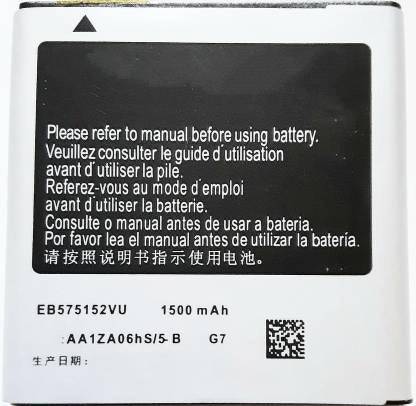 Please refer to manual before using battery.
Veuillez consulter le guide d'utilisation
avant d'utiliser la pile.
Referez-vous au mode d'emploi
avant d'utiliser la batterie.
Consulte o manual antes de usar a bateria.
Por favor lea el manual antes de utilizar la batería.
请按照说明书指示使用电池。
EB575152VU 1500 mAh
:AA1ZA06hS/5-B G7
生产日期: